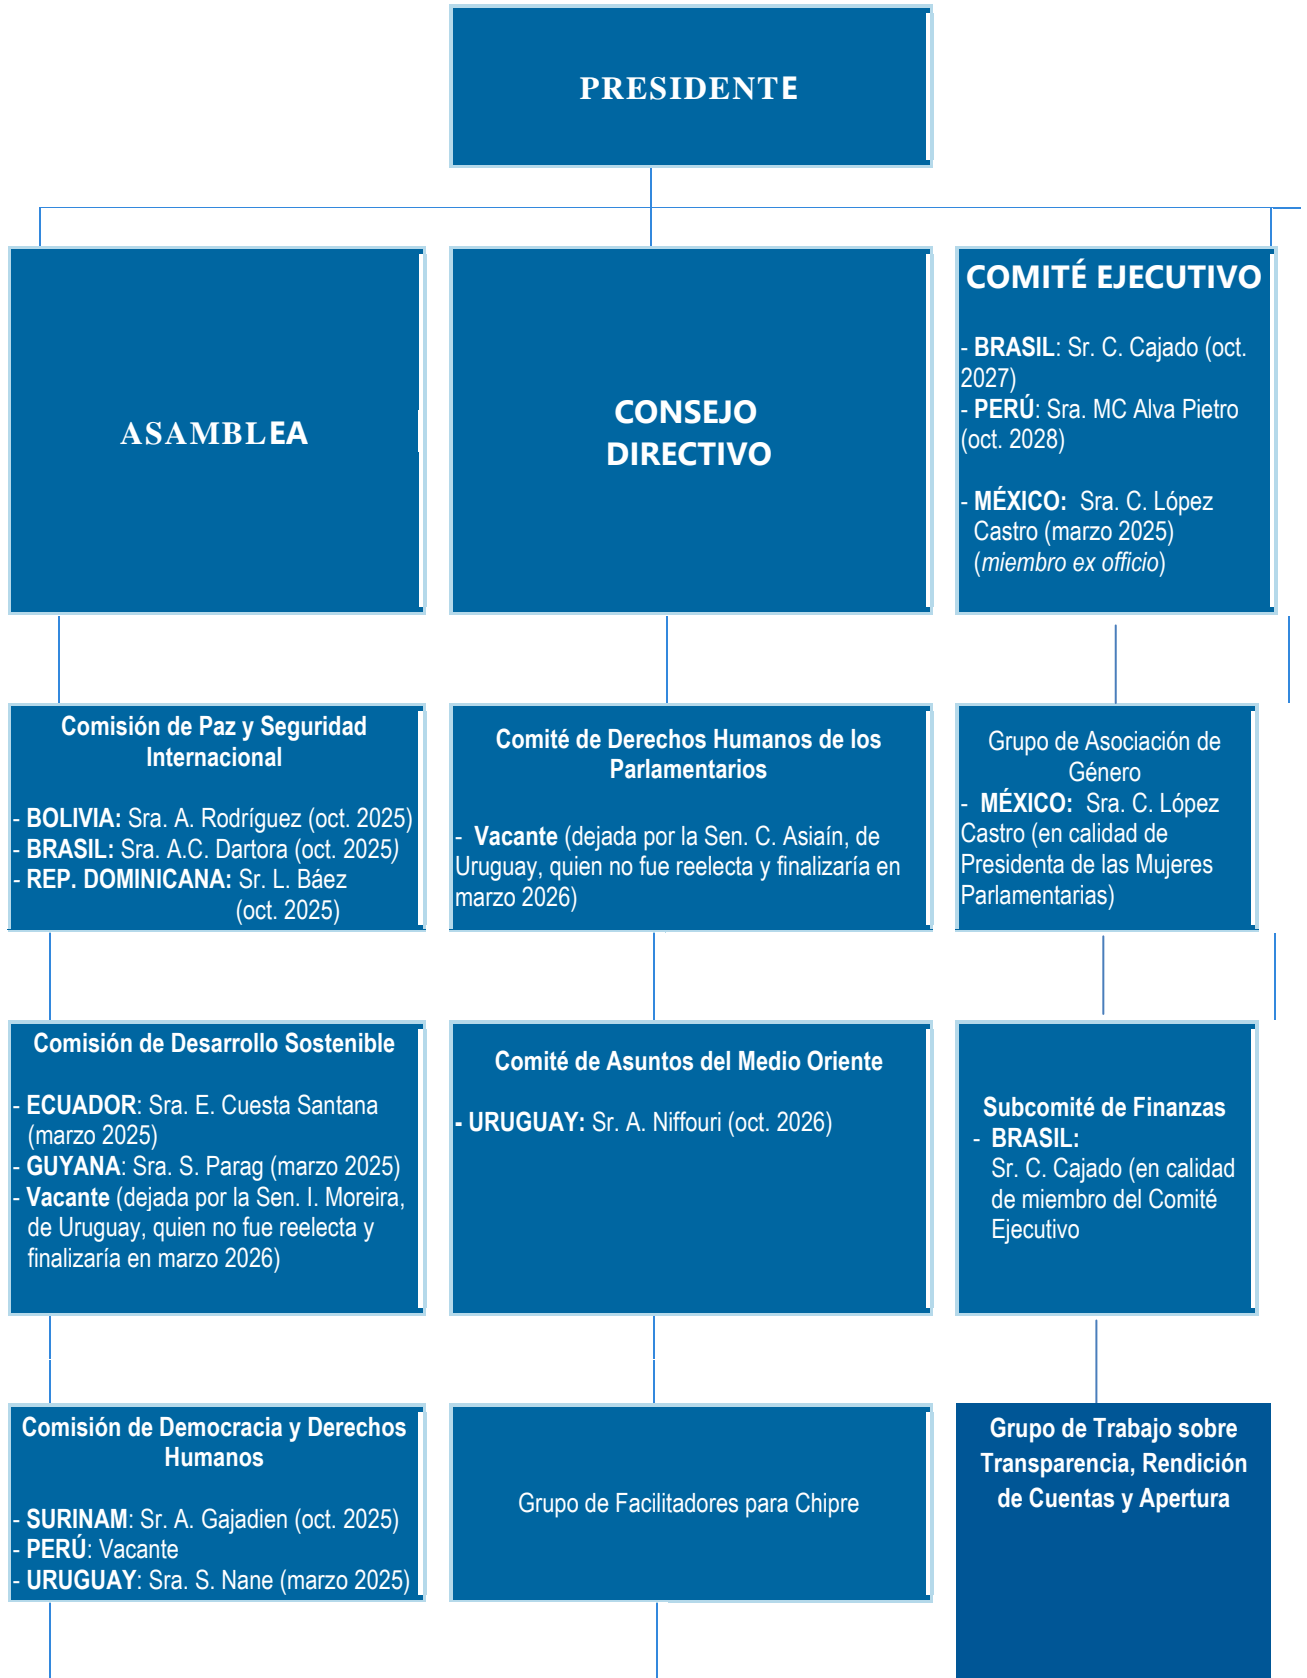 PRESIDENTE
ASAMBLEA
CONSEJO
DIRECTIVO
COMITÉ EJECUTIVO
- BRASIL: Sr. C. Cajado (oct.
2027)
- PERÚ: Sra. MC Alva Pietro
(oct. 2028)
- MÉXICO: Sra. C. López
Castro (marzo 2025)
(miembro ex officio)
Comisión de Paz y Seguridad
Internacional
- BOLIVIA: Sra. A. Rodríguez (oct. 2025)
- BRASIL: Sra. A.C. Dartora (oct. 2025)
- REP. DOMINICANA: Sr. L. Báez
(oct. 2025)
Comité de Derechos Humanos de los
Parlamentarios
- Vacante (dejada por la Sen. C. Asiaín, de
Uruguay, quien no fue reelecta y finalizaría en
marzo 2026)
Grupo de Asociación de
Género
- MÉXICO: Sra. C. López
Castro (en calidad de
Presidenta de las Mujeres
Parlamentarias)
Comisión de Desarrollo Sostenible
- ECUADOR: Sra. E. Cuesta Santana
(marzo 2025)
- GUYANA: Sra. S. Parag (marzo 2025)
- Vacante (dejada por la Sen. I. Moreira,
de Uruguay, quien no fue reelecta y
finalizaría en marzo 2026)
Comité de Asuntos del Medio Oriente
- URUGUAY: Sr. A. Niffouri (oct. 2026)
Subcomité de Finanzas
- BRASIL:
Sr. C. Cajado (en calidad
de miembro del Comité
Ejecutivo
Comisión de Democracia y Derechos
Humanos
- SURINAM: Sr. A. Gajadien (oct. 2025)
- PERÚ: Vacante
- URUGUAY: Sra. S. Nane (marzo 2025)
Grupo de Facilitadores para Chipre
Grupo de Trabajo sobre
Transparencia, Rendición
de Cuentas y Apertura